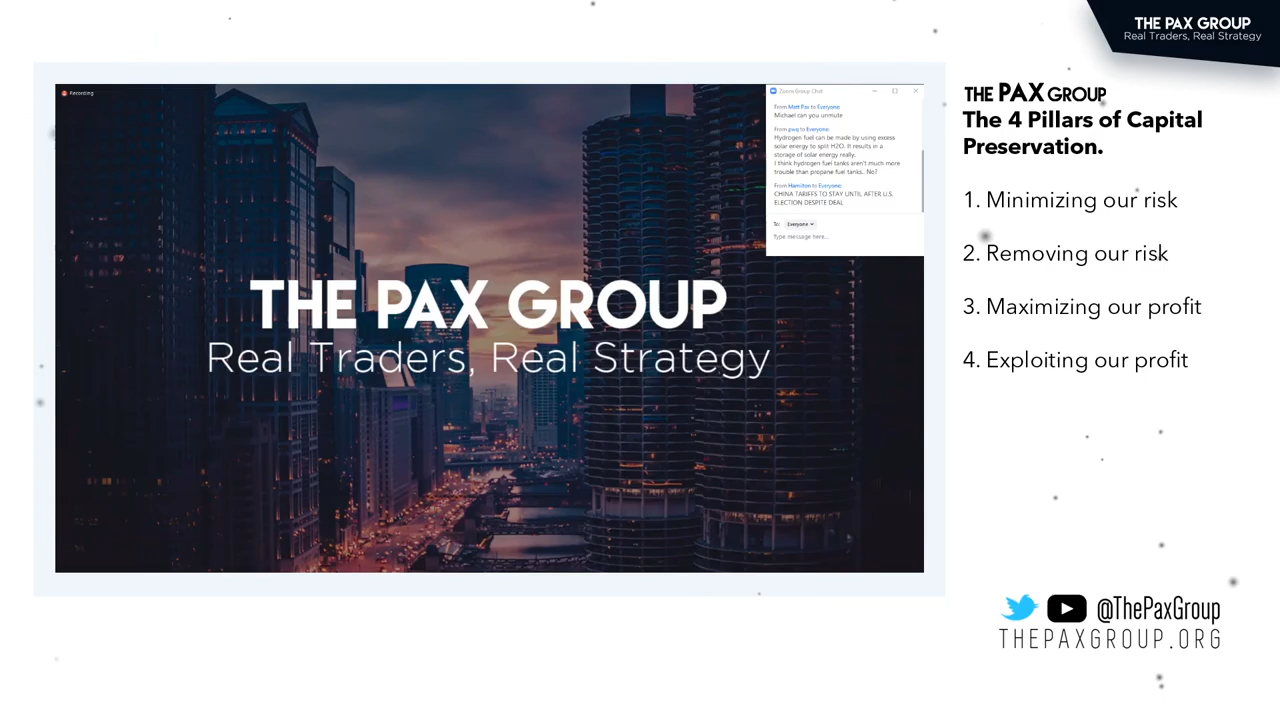 THE PAX GROUP
Real Traders, Real Strategy
Recording
Zoom Group Chat
From Matt Pax to Everyone:
Michael can you unmute
From pwq to Everyone:
Hydrogen fuel can be made by using excess
solar energy to split H2O. It results in a
storage of solar energy really.
I think hydrogen fuel tanks aren't much more
trouble than propane fuel tanks.. No?
From Hamilton to Everyone:
CHINA TARIFFS TO STAY UNTIL AFTER U.S.
ELECTION DESPITE DEAL
To: Everyone
Type message here...
THE PAX GROUP
Real Traders, Real Strategy
THE PAX GROUP
The 4 Pillars of Capital
Preservation.
1. Minimizing our risk
2. Removing our risk
3. Maximizing our profit
4. Exploiting our profit
@ThePaxGroup
THEPAXGROUP.ORG